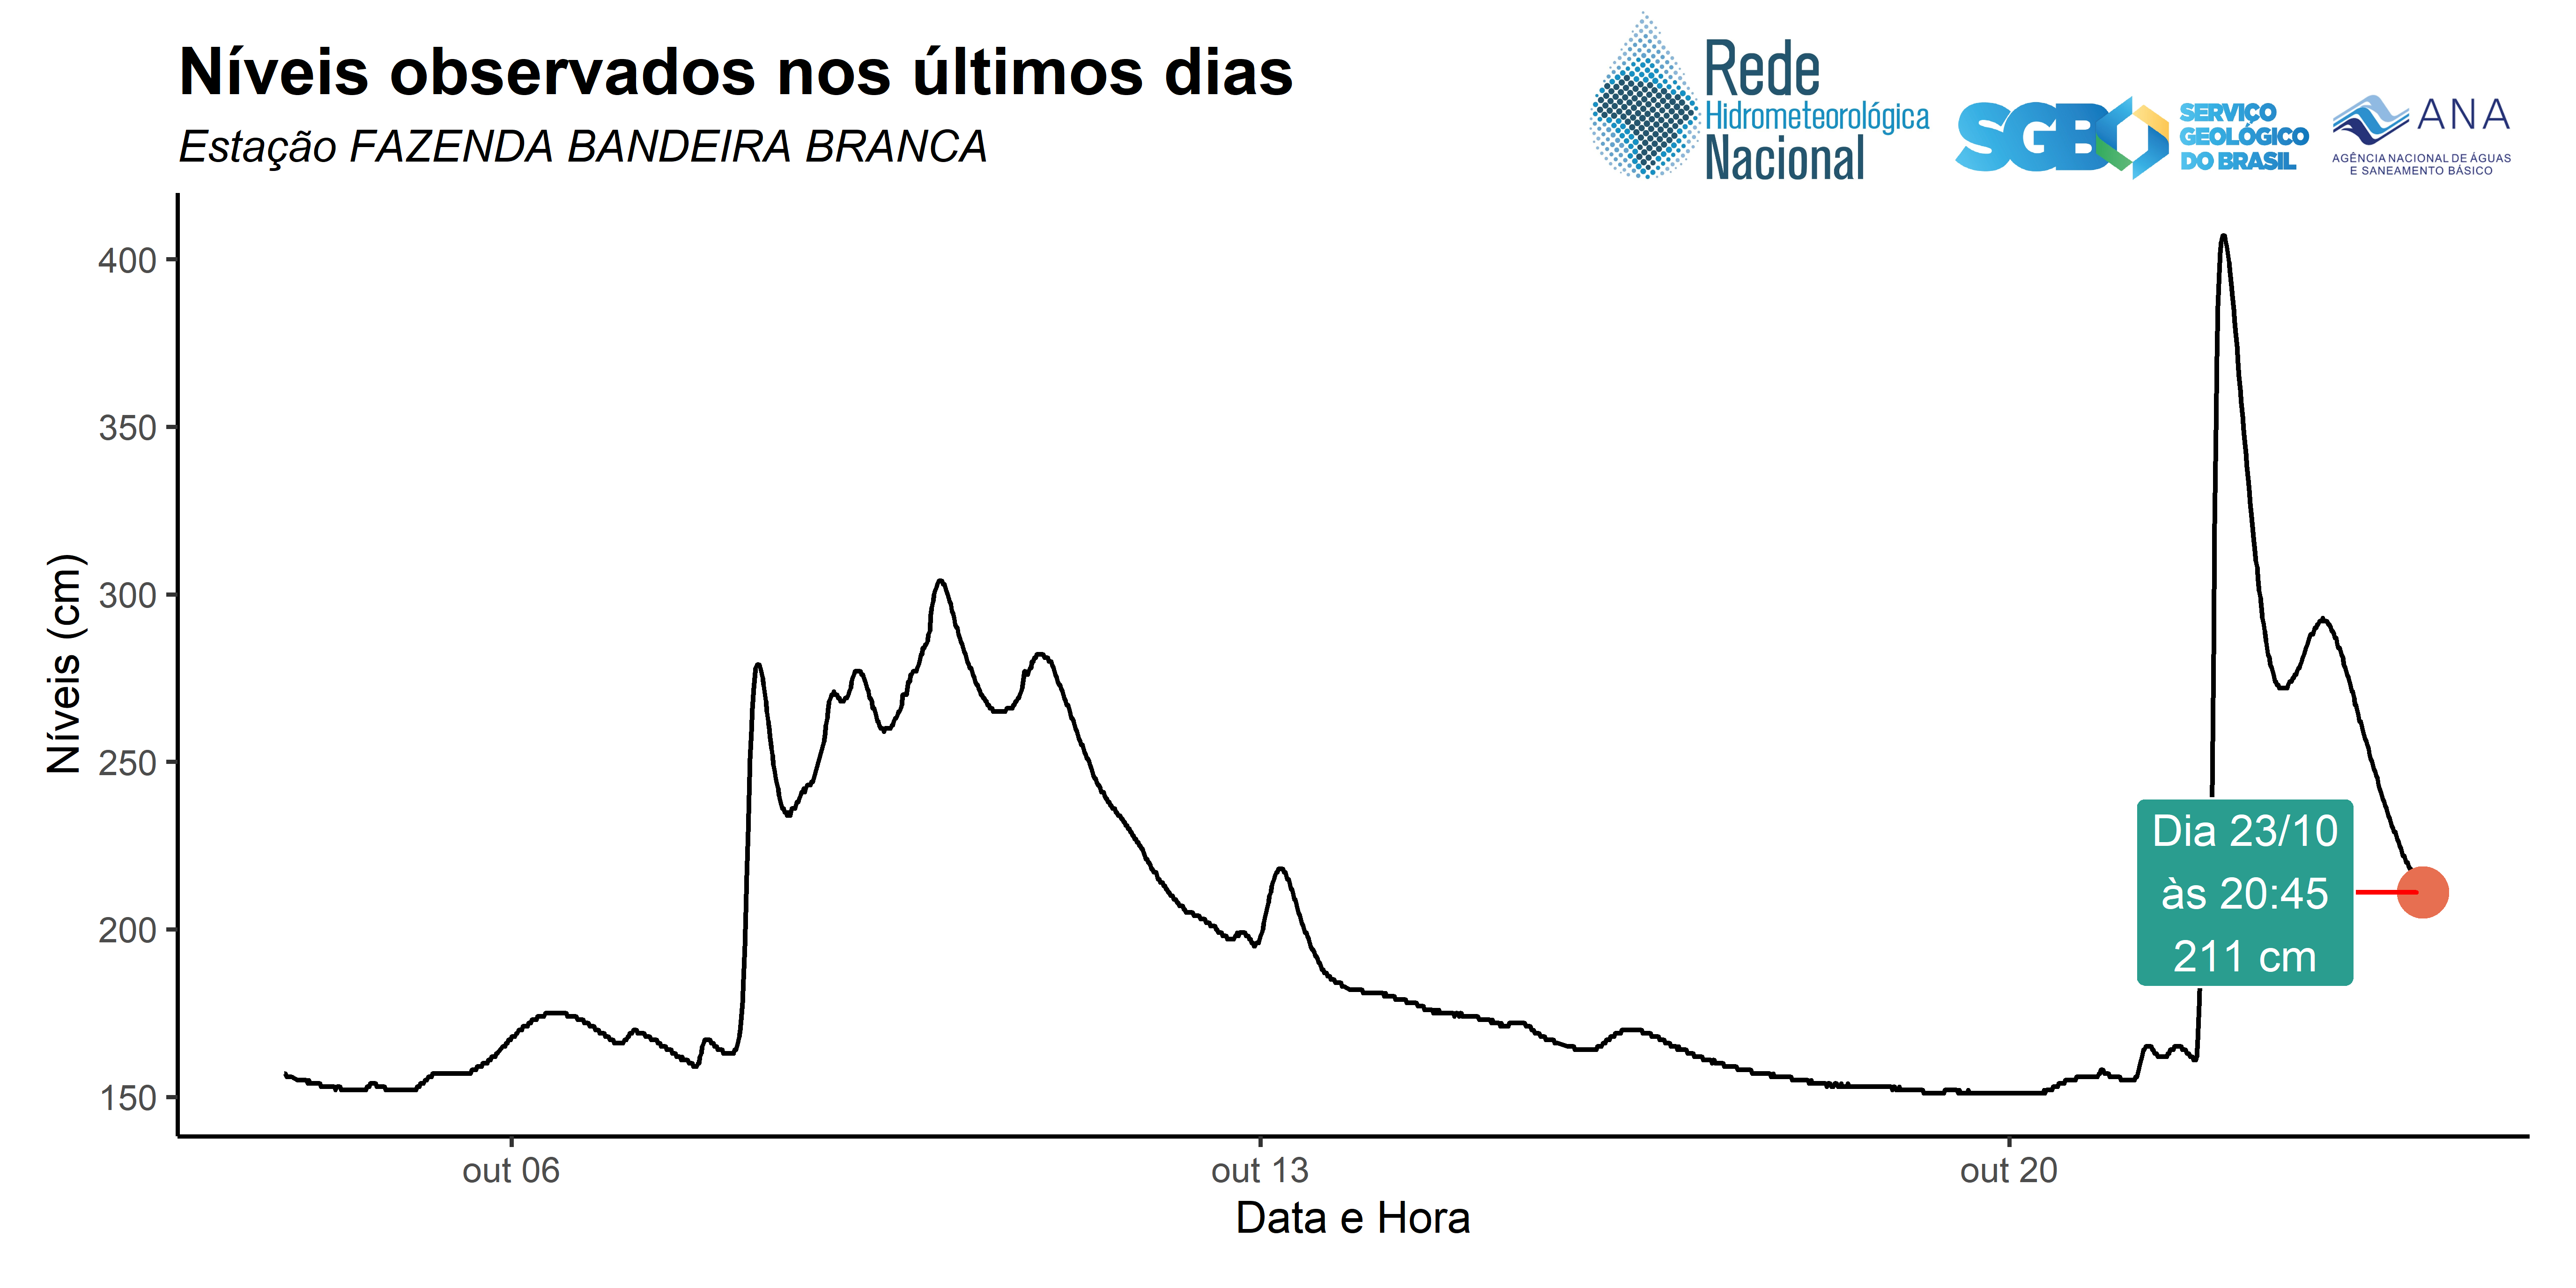 Níveis observados nos últimos dias
Estação FAZENDA BANDEIRA BRANCA
Rede
Hidrometeorológica
Nacional
SGB
SERVIÇO
GEOLÓGICO
DO BRASIL
ANA
AGÊNCIA NACIONAL DE ÁGUAS
E SANEAMENTO BÁSICO
Níveis (cm)
400
350
300
250
200
150
Dia 23/10
às 20:45
211 cm
out 06
out 13
out 20
Data e Hora